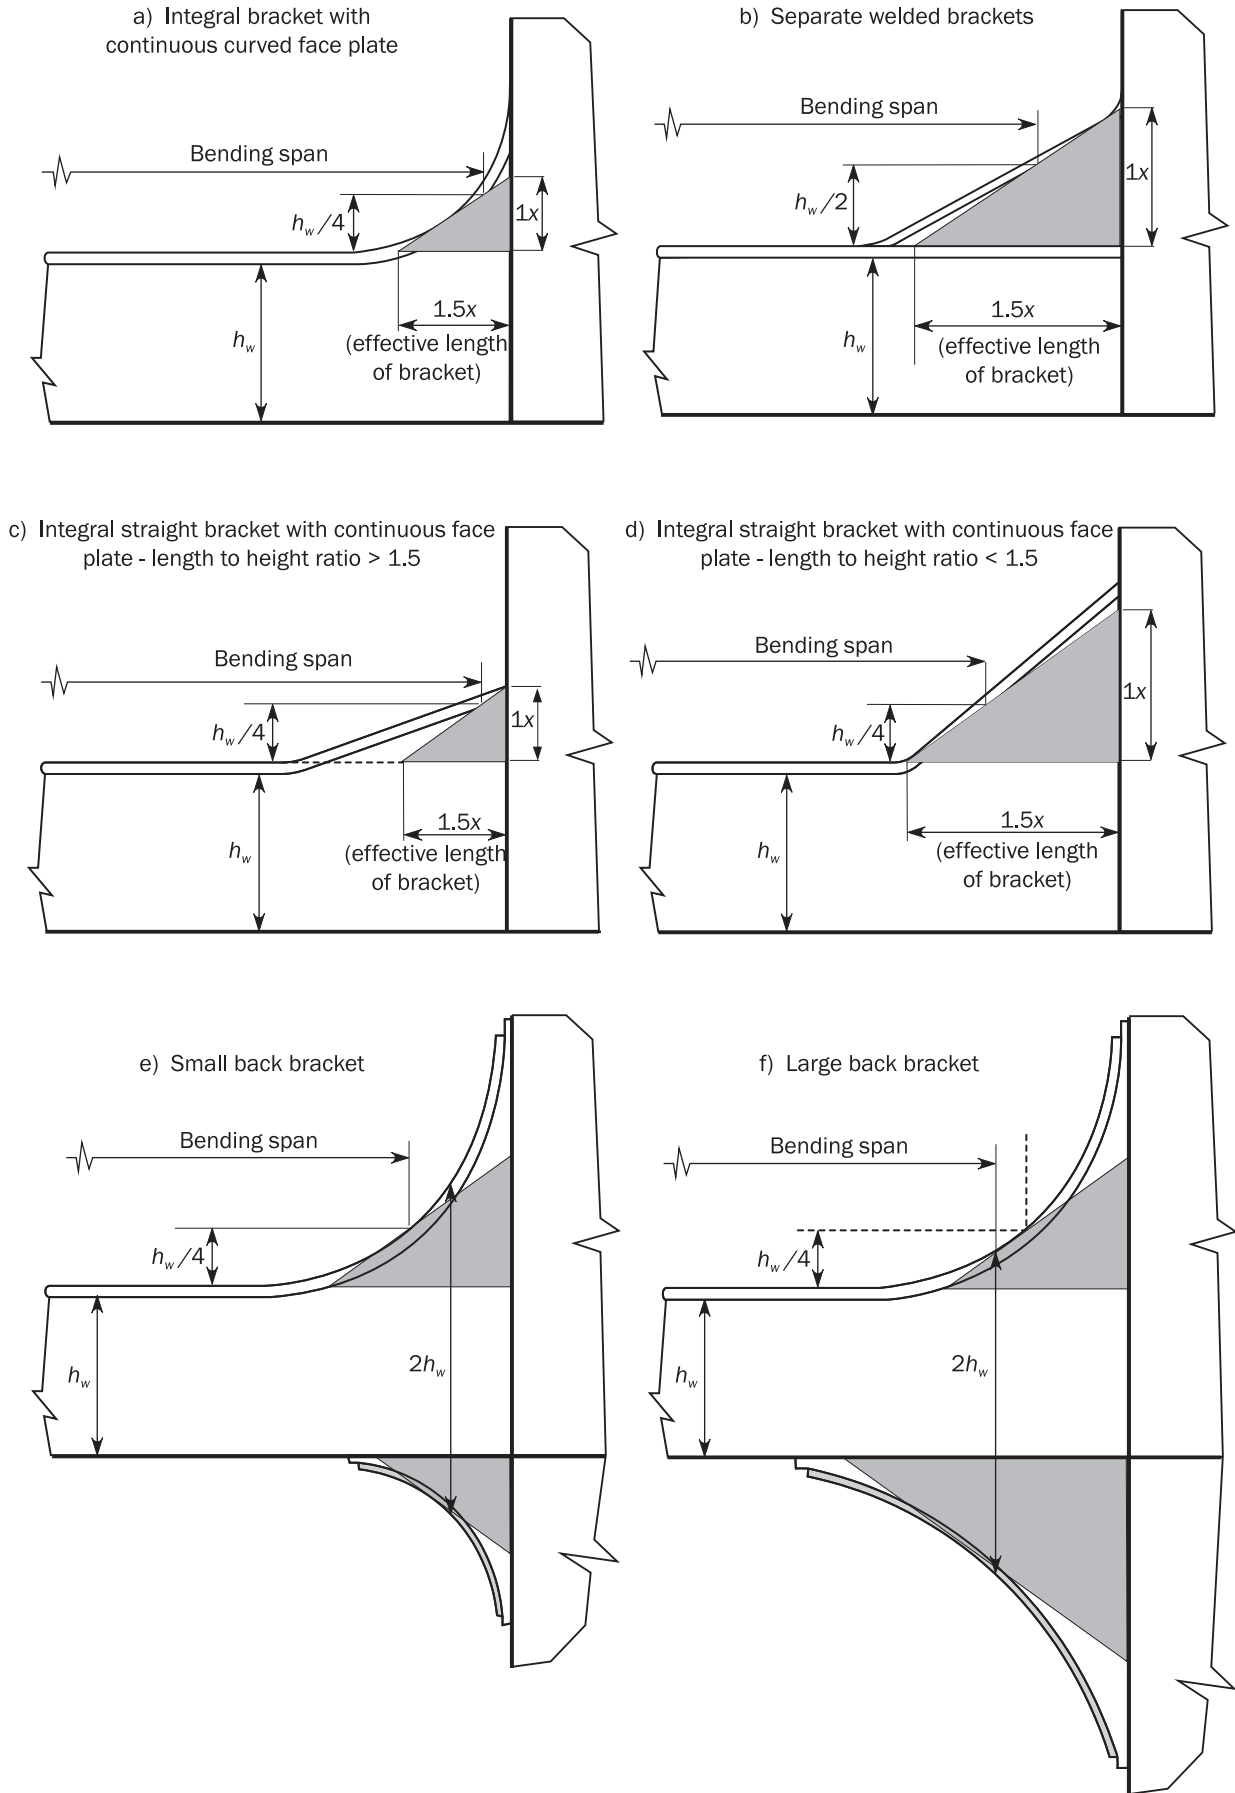 a) Integral bracket with
continuous curved face plate
Bending span
h_w/4
1x
1.5x
(effective length
of bracket)
h_w
b) Separate welded brackets
Bending span
h_w/2
1x
1.5x
(effective length
of bracket)
h_w
c) Integral straight bracket with continuous face
plate - length to height ratio > 1.5
Bending span
h_w/4
1x
1.5x
(effective length
of bracket)
h_w
d) Integral straight bracket with continuous face
plate - length to height ratio < 1.5
Bending span
h_w/4
1x
1.5x
(effective length
of bracket)
h_w
e) Small back bracket
Bending span
h_w/4
2h_w
h_w
f) Large back bracket
Bending span
h_w/4
2h_w
h_w